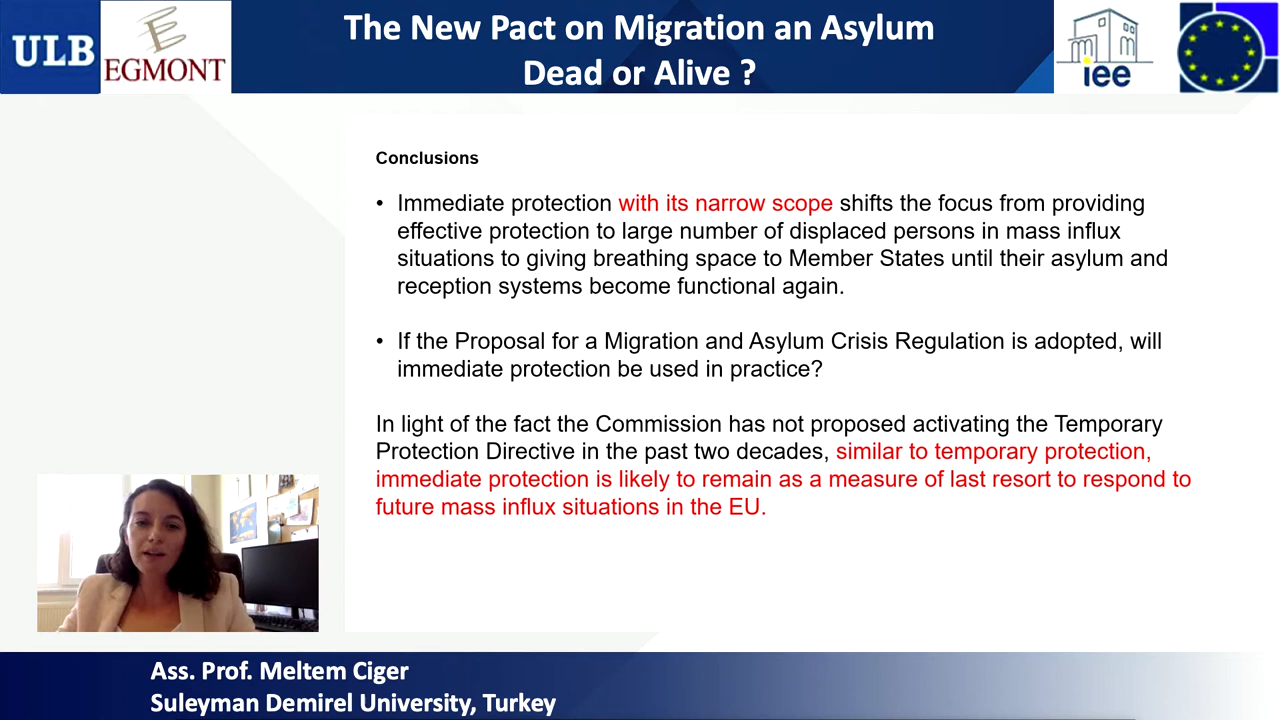 ULB
EGMONT
The New Pact on Migration an Asylum
Dead or Alive ?
iee
Conclusions
• Immediate protection with its narrow scope shifts the focus from providing
effective protection to large number of displaced persons in mass influx
situations to giving breathing space to Member States until their asylum and
reception systems become functional again.
• If the Proposal for a Migration and Asylum Crisis Regulation is adopted, will
immediate protection be used in practice?
In light of the fact the Commission has not proposed activating the Temporary
Protection Directive in the past two decades, similar to temporary protection,
immediate protection is likely to remain as a measure of last resort to respond to
future mass influx situations in the EU.
Ass. Prof. Meltem Ciger
Suleyman Demirel University, Turkey